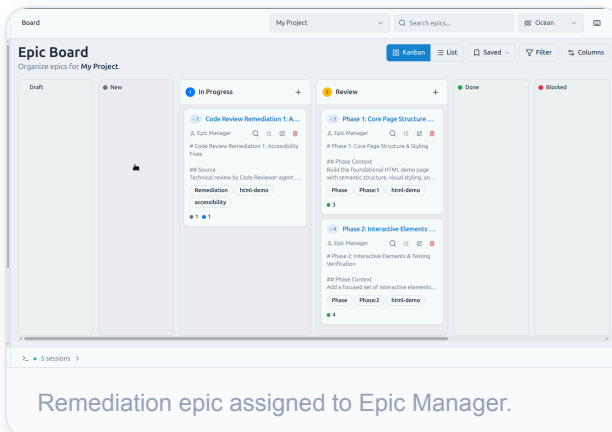 Board
My Project
Search epics...
Ocean
Epic Board
Organize epics for My Project.
Kanban
List
Saved
Filter
Columns
Draft
New
1 In Progress +
2 Review +
Done
Blocked
Code Review Remediation 1: A...
Epic Manager
# Code Review Remediation 1: Accessibility
Fixes
## Source
Technical review by Code Reviewer agent ...
Remediation html-demo
accessibility
1 1
Phase 1: Core Page Structure ...
Epic Manager
# Phase 1: Core Page Structure & Styling
## Phase Context
Build the foundational HTML demo page
with semantic structure, visual styling, an...
Phase Phase:1 html-demo
3
Phase 2: Interactive Elements ...
Epic Manager
# Phase 2: Interactive Elements & Testing
Verification
## Phase Context
Add a focused set of interactive elements...
Phase Phase:2 html-demo
4
5 sessions
Remediation epic assigned to Epic Manager.